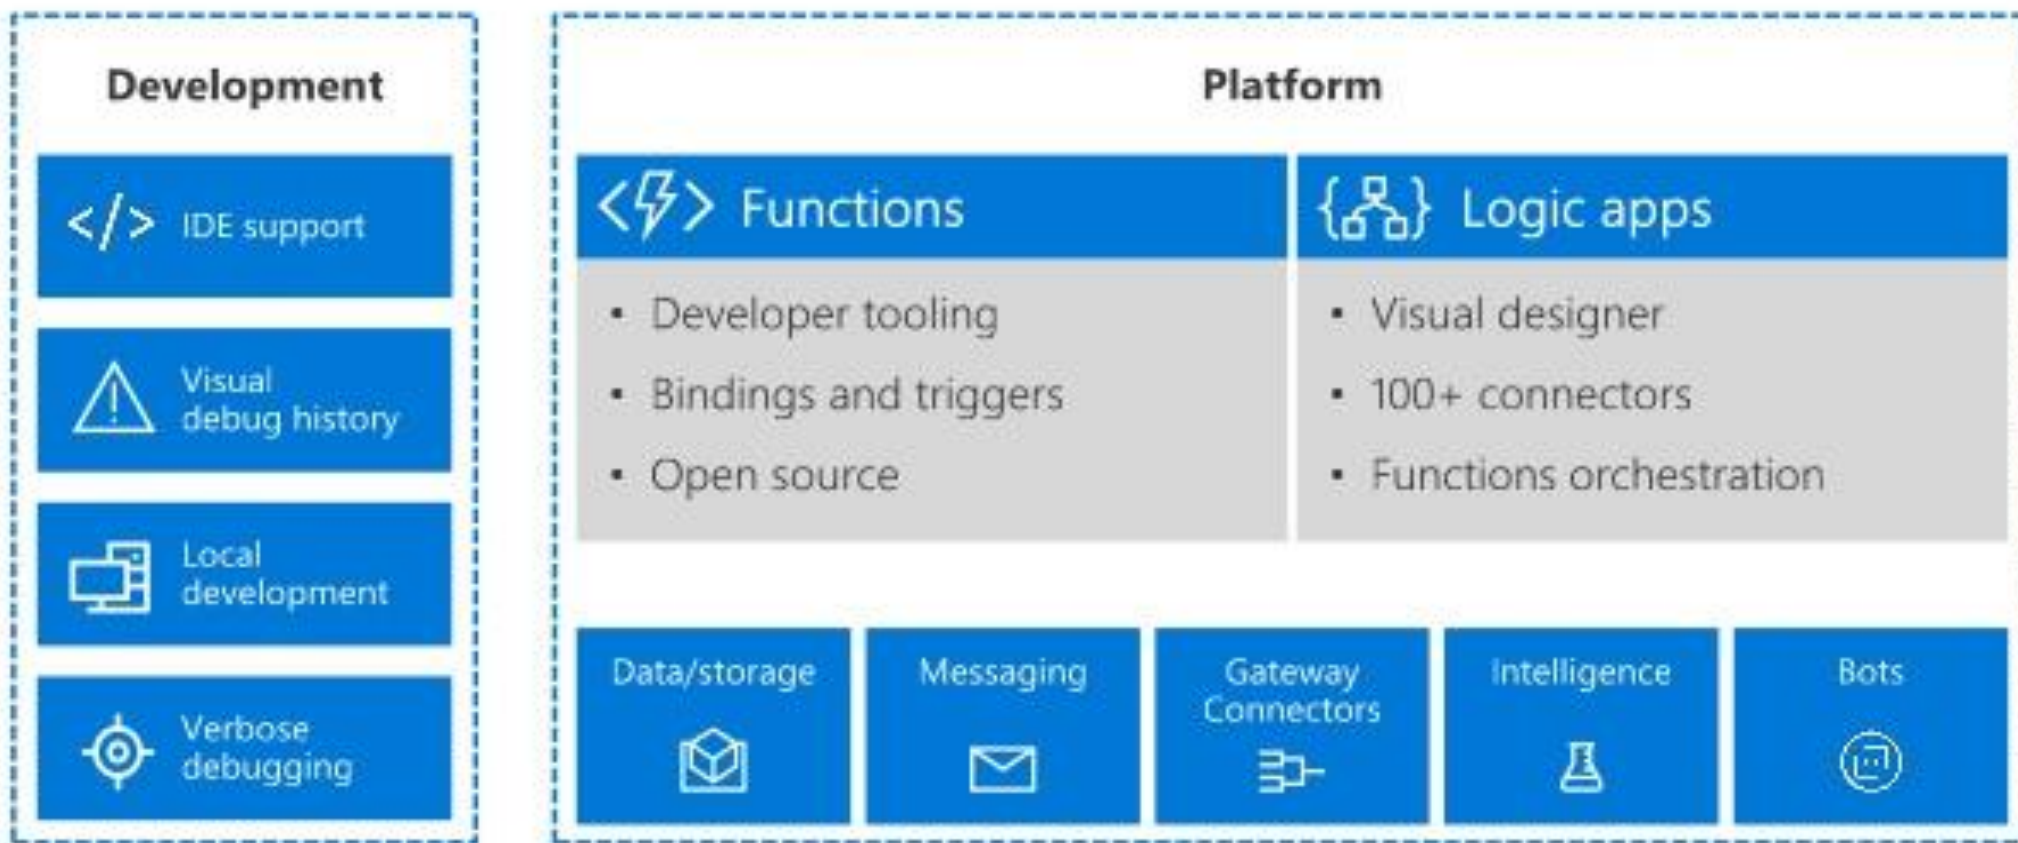 Development
</> IDE support
Visual
debug history
Local
development
Verbose
debugging
Platform
Functions
▪ Developer tooling
▪ Bindings and triggers
▪ Open source
Logic apps
▪ Visual designer
▪ 100+ connectors
▪ Functions orchestration
Data/storage
Messaging
Gateway
Connectors
Intelligence
Bots